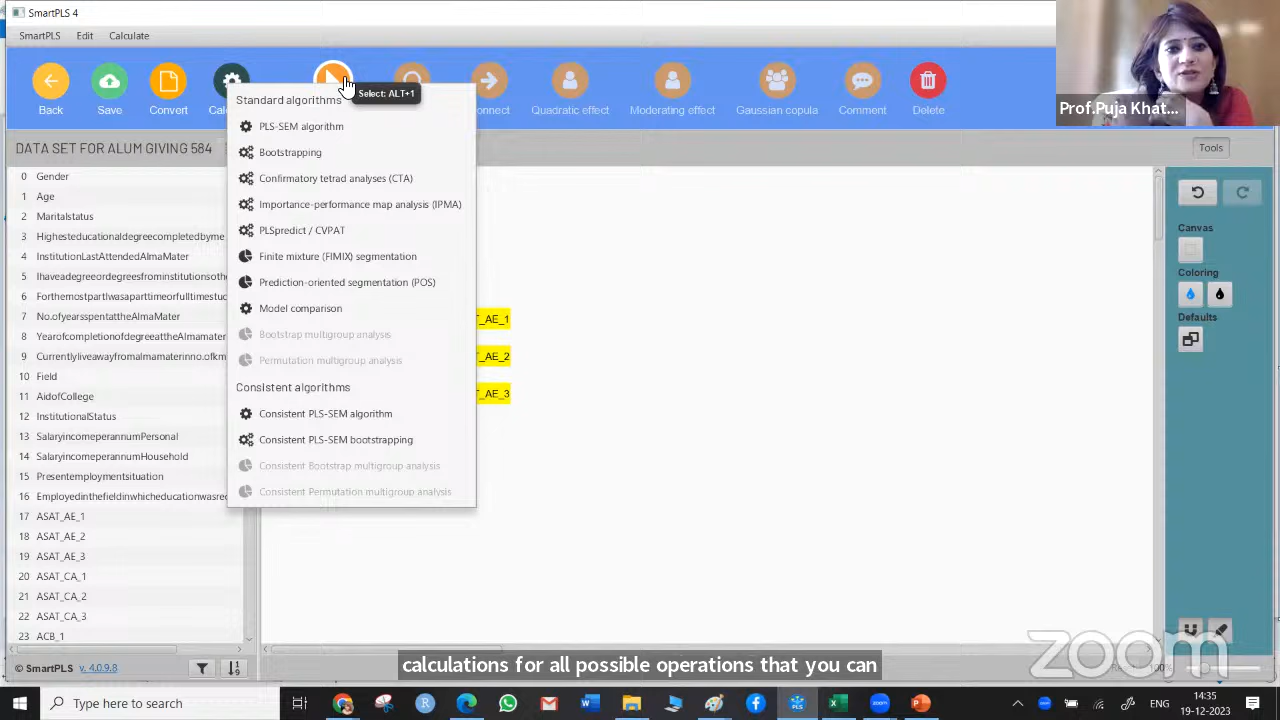 SmartPLS 4
SmartPLS Edit Calculate
Back Save Convert Quadratic effect Moderating effect Gaussian copula Comment Delete
Select: ALT+1
Prof.Puja Khat...
DATA SET FOR ALUM GIVING 584
Tools
0 Gender
1 Age
2 Maritalstatus
3 Highesteducationaldegreecompletedbyme
4 InstitutionLastAttendedAlmaMater
5 Ihaveadegreeordegreesfrominstitutionsothe
6 ForthemostpartIwasaparttimeorfulltimestud
7 No.ofyearsspentattheAlmaMater
8 Yearofcompletionofdegreeatthe​Almamater
9 Currentlyliveawayfromalmamaterinno.ofkm
10 Field
11 AidofCollege
12 InstitutionalStatus
13 SalaryincomeperannumPersonal
14 SalaryincomeperannumHousehold
15 Presentemploymentsituation
16 Employedinthefieldinwhicheducationwasre
17 ASAT_AE_1
18 ASAT_AE_2
19 ASAT_AE_3
20 ASAT_CA_1
21 ASAT_CA_2
22 ASAT_CA_3
23 ACB_1
Standard algorithms
PLS-SEM algorithm
Bootstrapping
Confirmatory tetrad analyses (CTA)
Importance-performance map analysis (IPMA)
PLSpredict / CVPAT
Finite mixture (FIMIX) segmentation
Prediction-oriented segmentation (POS)
Model comparison
Bootstrap multigroup analysis
Permutation multigroup analysis
Consistent algorithms
Consistent PLS-SEM algorithm
Consistent PLS-SEM bootstrapping
Consistent Bootstrap multigroup analysis
Consistent Permutation multigroup analysis
T_AE_1
T_AE_2
T_AE_3
Canvas
Coloring
Defaults
© SmartPLS v. 4.0.9.8
calculations for all possible operations that you can
zoom
Reset 100%
Type here to search
ENG
14:35
19-12-2023